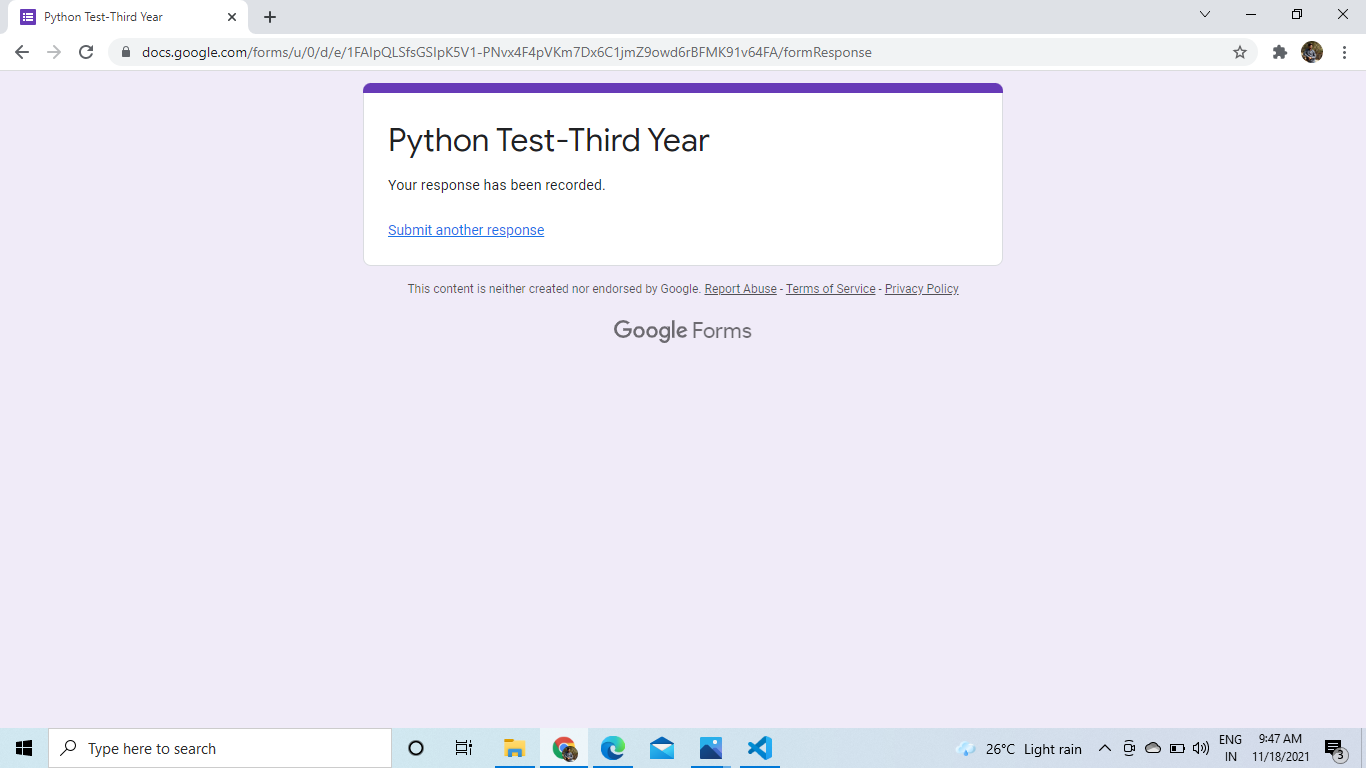 Python Test-Third Year
docs.google.com/forms/u/0/d/e/1FAIpQLSfsGSIpK5V1-PNvx4F4pVKm7Dx6C1jmZ9owd6rBFMK91v64FA/formResponse
Python Test-Third Year
Your response has been recorded.
Submit another response
This content is neither created nor endorsed by Google. Report Abuse - Terms of Service - Privacy Policy
Google Forms
Type here to search
26°C Light rain
ENG
IN
9:47 AM
11/18/2021
3